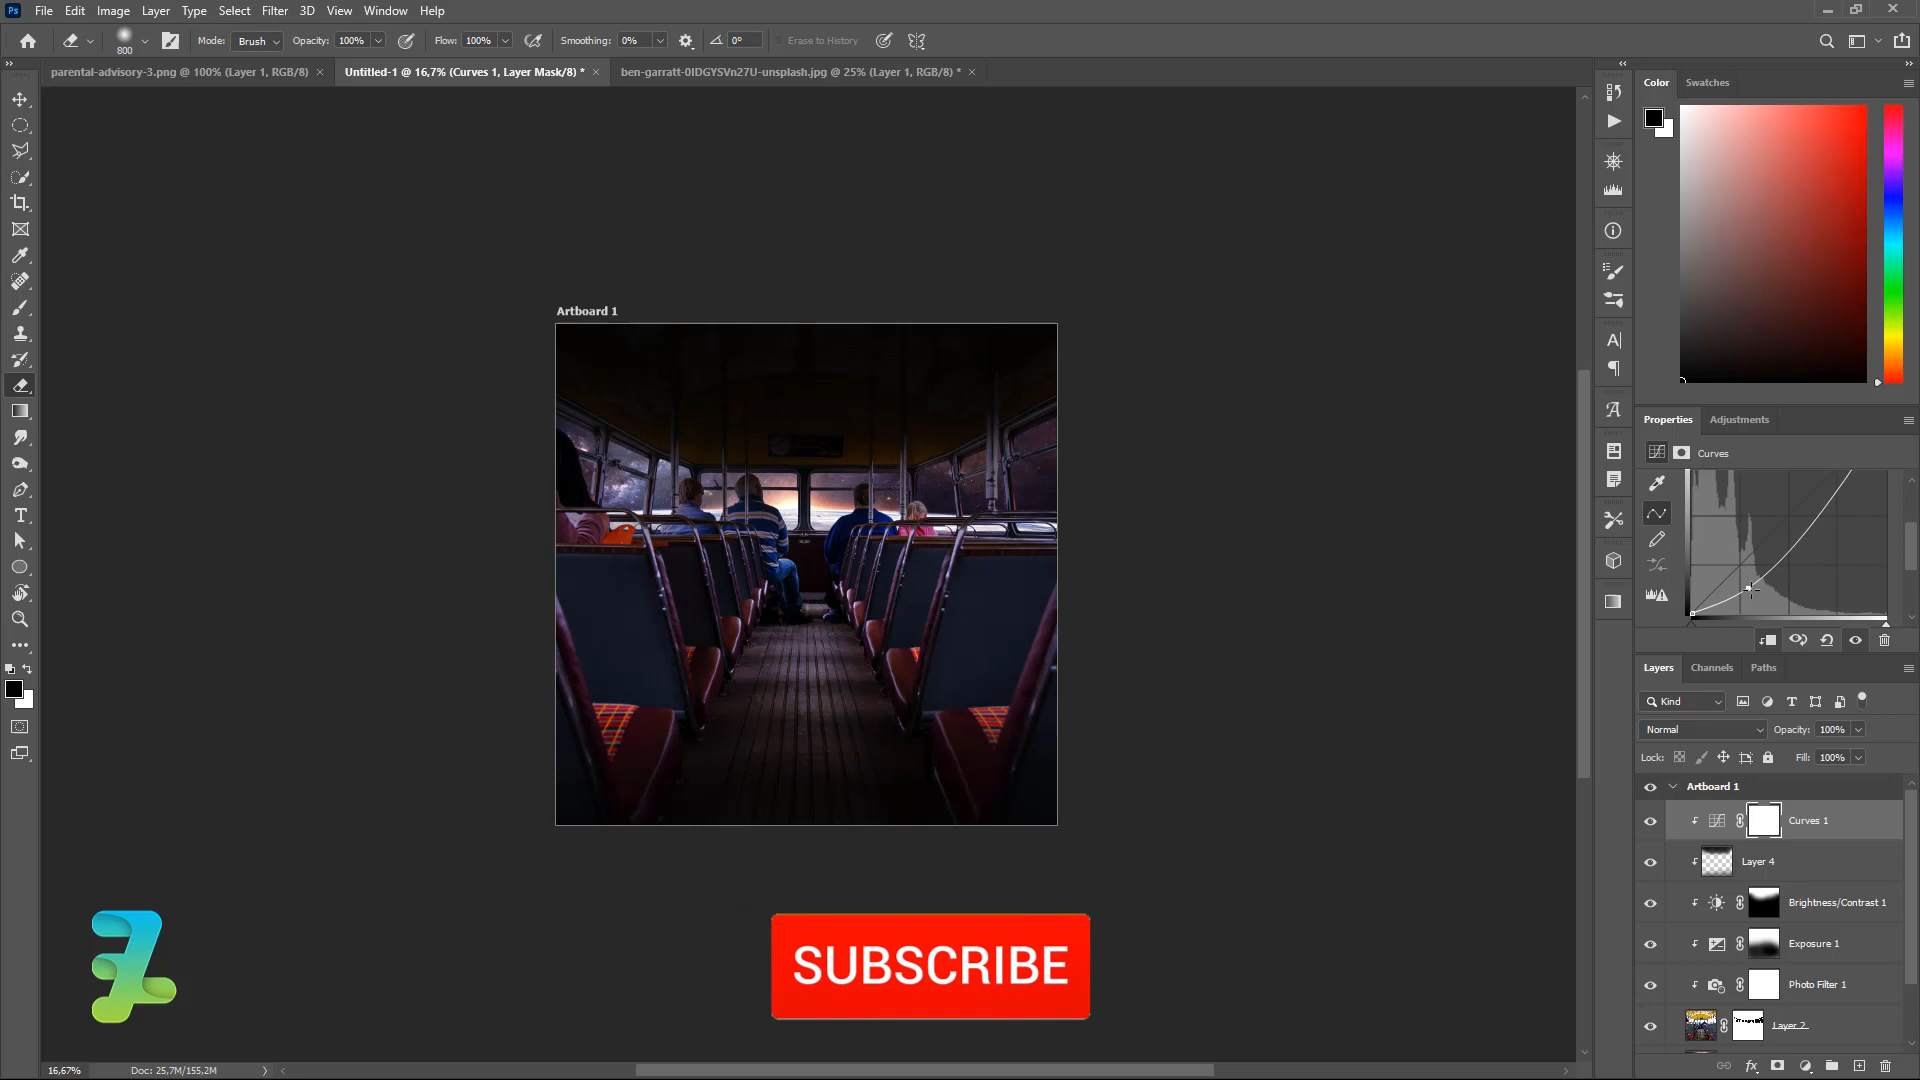 Ps File Edit Image Layer Type Select Filter 3D View Window Help
800 Mode: Brush Opacity: 100% Flow: 100% Smoothing: 0% 0° Erase to History
parental-advisory-3.png @ 100% (Layer 1, RGB/8) × Untitled-1 @ 16,7% (Curves 1, Layer Mask/8) * × ben-garratt-0IDGYSVn27U-unsplash.jpg @ 25% (Layer 1, RGB/8) * ×
Color Swatches
Artboard 1
Properties Adjustments
Curves
Layers Channels Paths
Kind
Normal Opacity: 100%
Lock: Fill: 100%
Artboard 1
Curves 1
Layer 4
Brightness/Contrast 1
Exposure 1
Photo Filter 1
Layer 2
SUBSCRIBE
16,67% Doc: 25,7M/155,2M